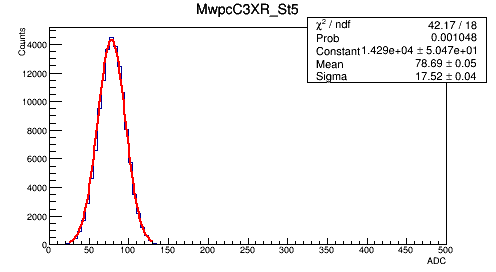 MwpcC3XR_St5
χ² / ndf 42.17 / 18
Prob 0.001048
Constant 1.429e+04 ± 5.047e+01
Mean 78.69 ± 0.05
Sigma 17.52 ± 0.04
Counts
14000
12000
10000
8000
6000
4000
2000
0
0 50 100 150 200 250 300 350 400 450 500
ADC